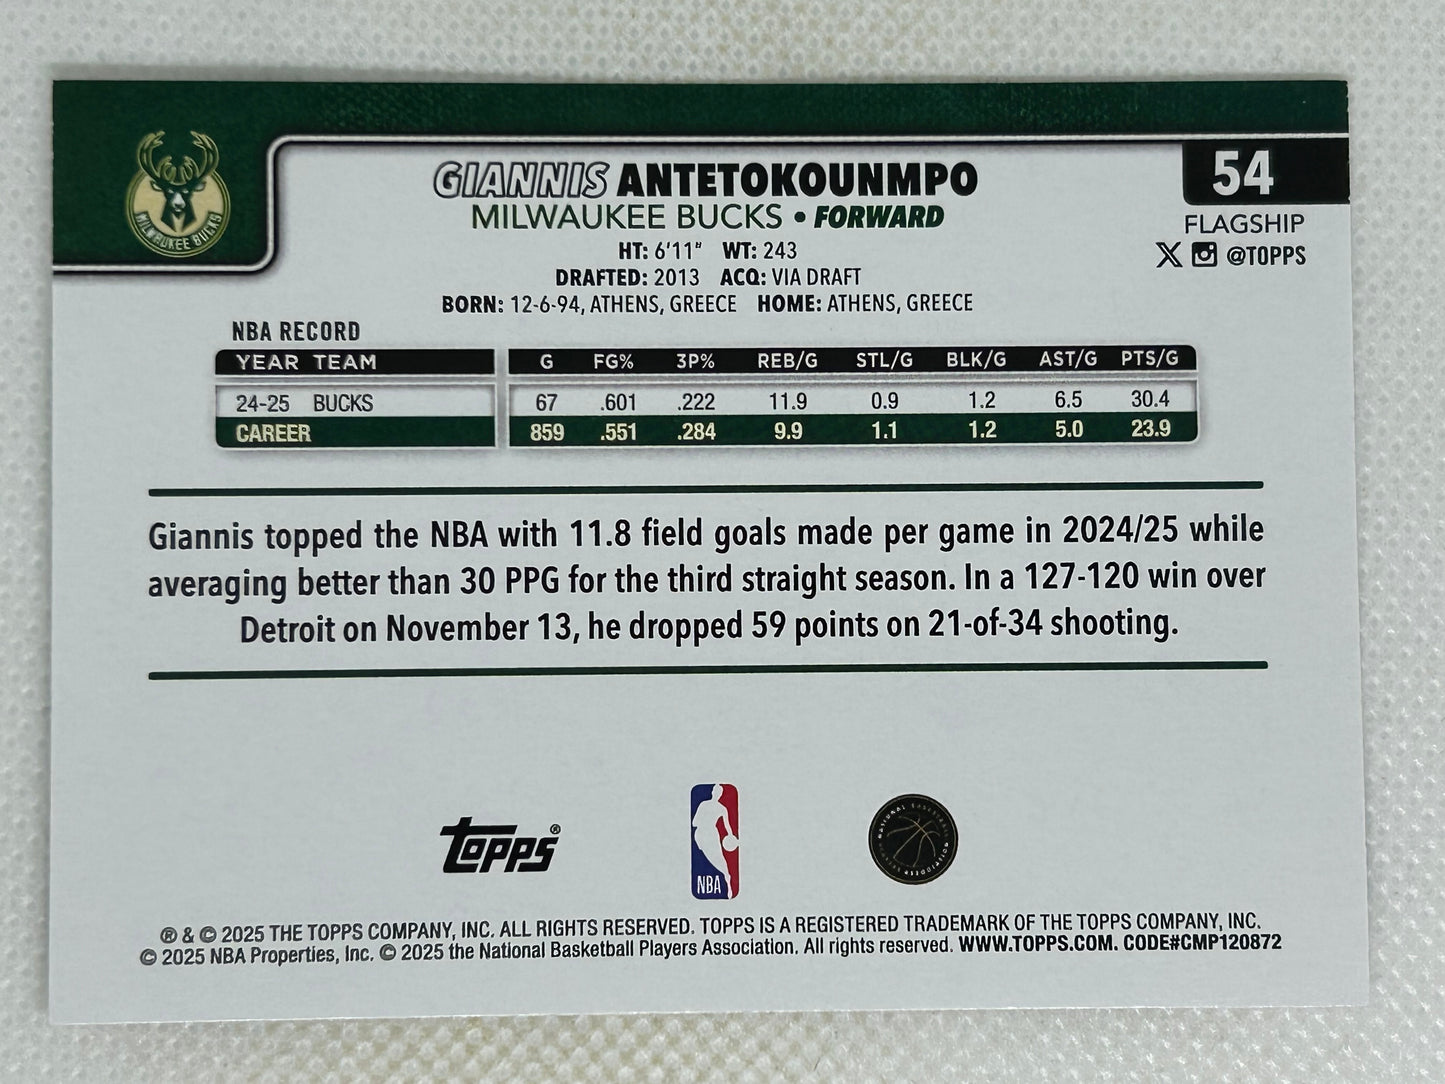 MILWAUKEE BUCKS
GIANNIS ANTETOKOUNMPO
MILWAUKEE BUCKS • FORWARD
54
FLAGSHIP
X @TOPPS
HT: 6'11" WT: 243
DRAFTED: 2013 ACQ: VIA DRAFT
BORN: 12-6-94, ATHENS, GREECE HOME: ATHENS, GREECE
NBA RECORD
YEAR TEAM G FG% 3P% REB/G STL/G BLK/G AST/G PTS/G
24-25 BUCKS 67 .601 .222 11.9 0.9 1.2 6.5 30.4
CAREER 859 .551 .284 9.9 1.1 1.2 5.0 23.9
Giannis topped the NBA with 11.8 field goals made per game in 2024/25 while
averaging better than 30 PPG for the third straight season. In a 127-120 win over
Detroit on November 13, he dropped 59 points on 21-of-34 shooting.
TOPPS®
NBA
NATIONAL BASKETBALL
® & © 2025 THE TOPPS COMPANY, INC. ALL RIGHTS RESERVED. TOPPS IS A REGISTERED TRADEMARK OF THE TOPPS COMPANY, INC.
© 2025 NBA Properties, Inc. © 2025 the National Basketball Players Association. All rights reserved. WWW.TOPPS.COM. CODE#CMP120872